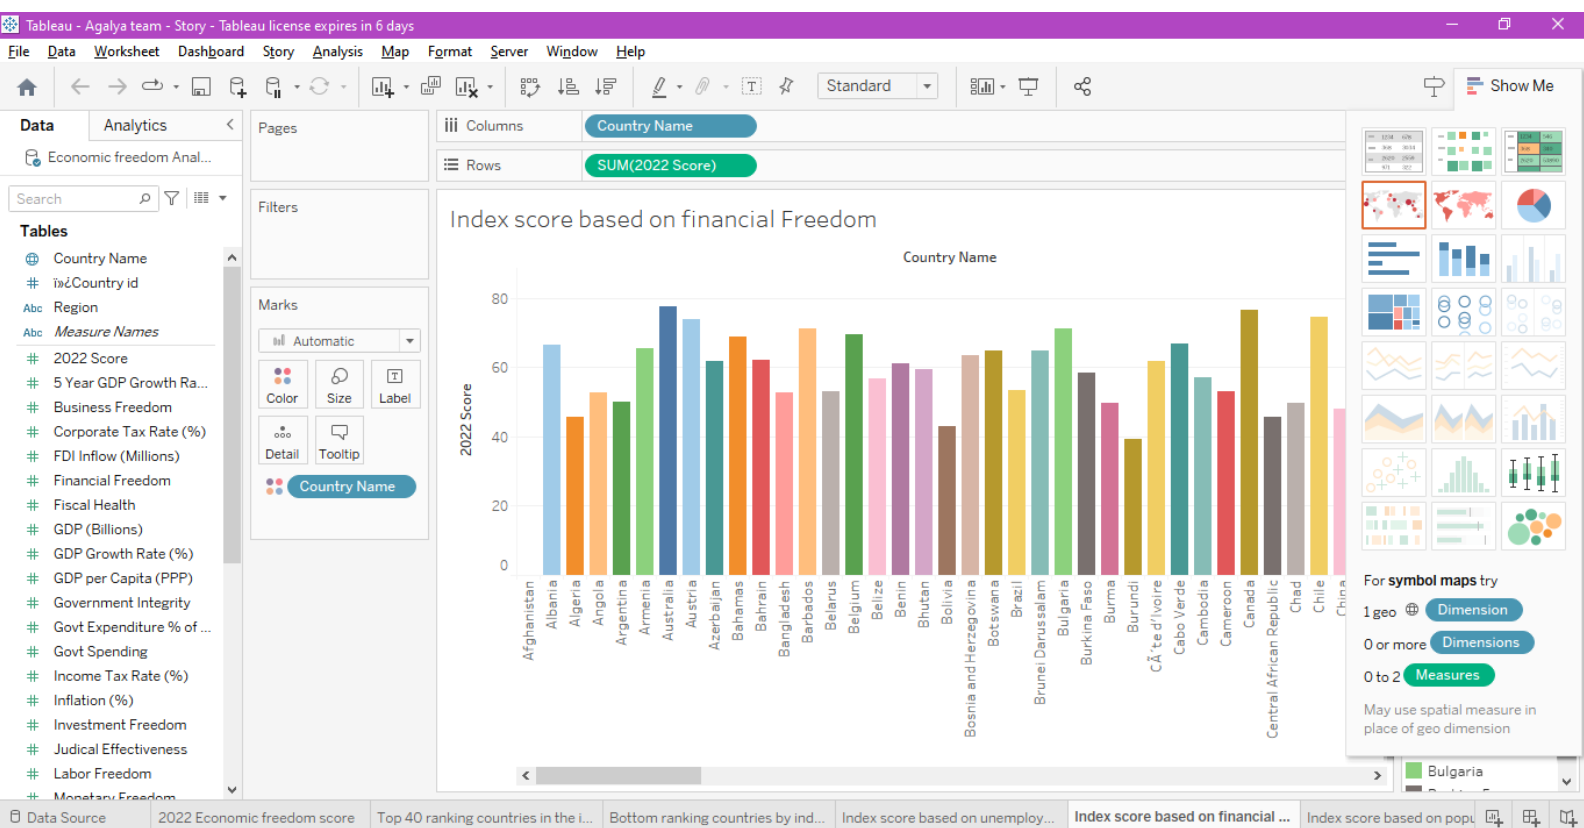 Tableau - Agalya team - Story - Tableau license expires in 6 days
File Data Worksheet Dashboard Story Analysis Map Format Server Window Help
Standard
Show Me
Data Analytics
Economic freedom Anal...
Search
Tables
Country Name
ï»¿Country id
Region
Measure Names
2022 Score
5 Year GDP Growth Ra...
Business Freedom
Corporate Tax Rate (%)
FDI Inflow (Millions)
Financial Freedom
Fiscal Health
GDP (Billions)
GDP Growth Rate (%)
GDP per Capita (PPP)
Government Integrity
Govt Expenditure % of ...
Govt Spending
Income Tax Rate (%)
Inflation (%)
Investment Freedom
Judical Effectiveness
Labor Freedom
Monetary Freedom
Pages
Filters
Marks
Automatic
Color Size Label
Detail Tooltip
Country Name
Columns Country Name
Rows SUM(2022 Score)
Index score based on financial Freedom
Country Name
2022 Score
80
60
40
20
0
Afghanistan
Albania
Algeria
Angola
Argentina
Armenia
Australia
Austria
Azerbaijan
Bahamas
Bahrain
Bangladesh
Barbados
Belarus
Belgium
Belize
Benin
Bhutan
Bolivia
Bosnia and Herzegovina
Botswana
Brazil
Brunei Darussalam
Bulgaria
Burkina Faso
Burma
Burundi
CÃ´te d'Ivoire
Cabo Verde
Cambodia
Cameroon
Canada
Central African Republic
Chad
Chile
China
For symbol maps try
1 geo Dimension
0 or more Dimensions
0 to 2 Measures
May use spatial measure in
place of geo dimension
Bulgaria
Data Source 2022 Economic freedom score Top 40 ranking countries in the i... Bottom ranking countries by ind... Index score based on unemploy... Index score based on financial ... Index score based on popu